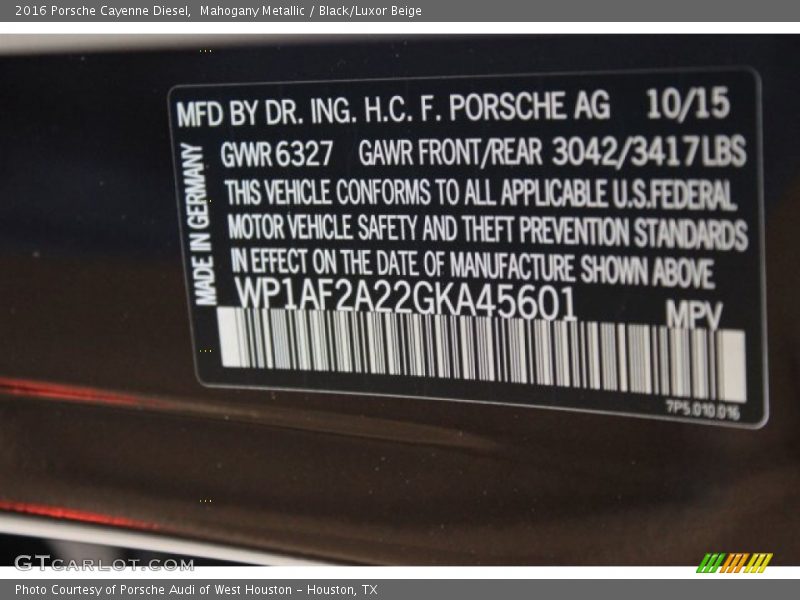 2016 Porsche Cayenne Diesel,  Mahogany Metallic / Black/Luxor Beige
MFD BY DR. ING. H.C. F. PORSCHE AG 10/15
GVWR 6327 GAWR FRONT/REAR 3042/3417LBS
THIS VEHICLE CONFORMS TO ALL APPLICABLE U.S.FEDERAL
MOTOR VEHICLE SAFETY AND THEFT PREVENTION STANDARDS
IN EFFECT ON THE DATE OF MANUFACTURE SHOWN ABOVE
MADE IN GERMANY
WP1AF2A22GKA45601 MPV
7P5.010.016
GTCARLOT.COM
Photo Courtesy of Porsche Audi of West Houston - Houston, TX